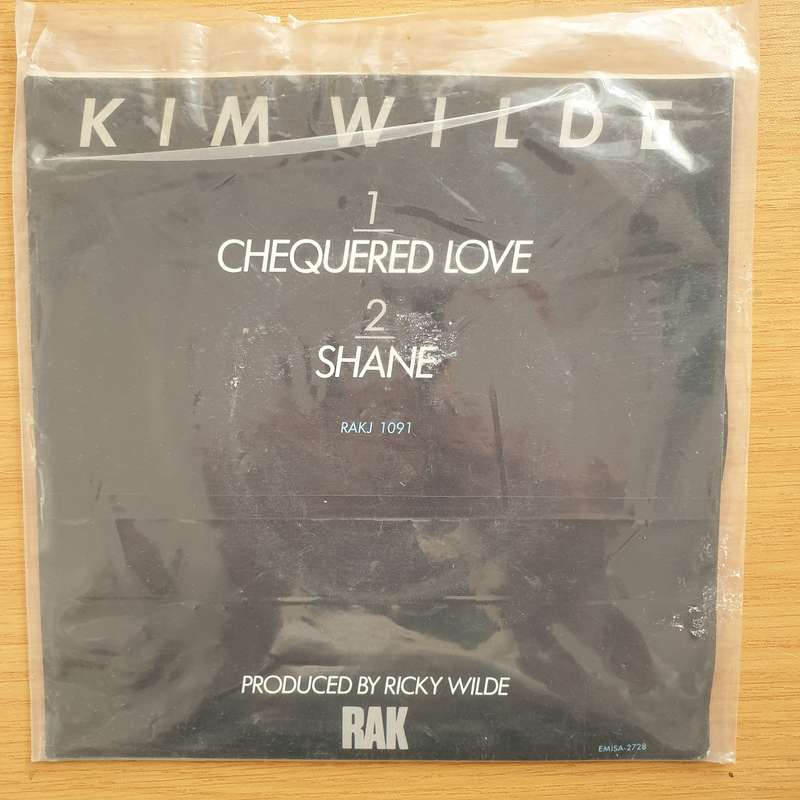 KIM WILDE
1
CHEQUERED LOVE
2
SHANE
RAKJ 1091
PRODUCED BY RICKY WILDE
RAK
EMISA-2728